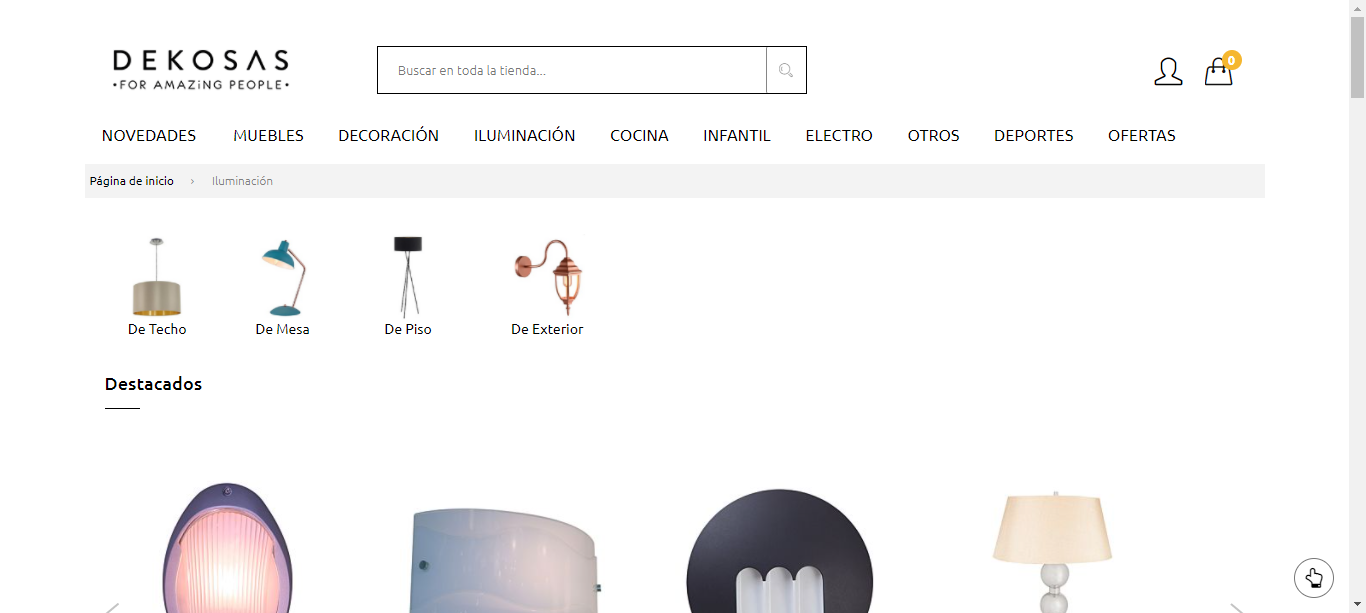 DEKOSAS
•FOR AMAZiNG PEOPLE•
Buscar en toda la tienda...
0
NOVEDADES MUEBLES DECORACIÓN ILUMINACIÓN COCINA INFANTIL ELECTRO OTROS DEPORTES OFERTAS
Página de inicio › Iluminación
De Techo De Mesa De Piso De Exterior
Destacados